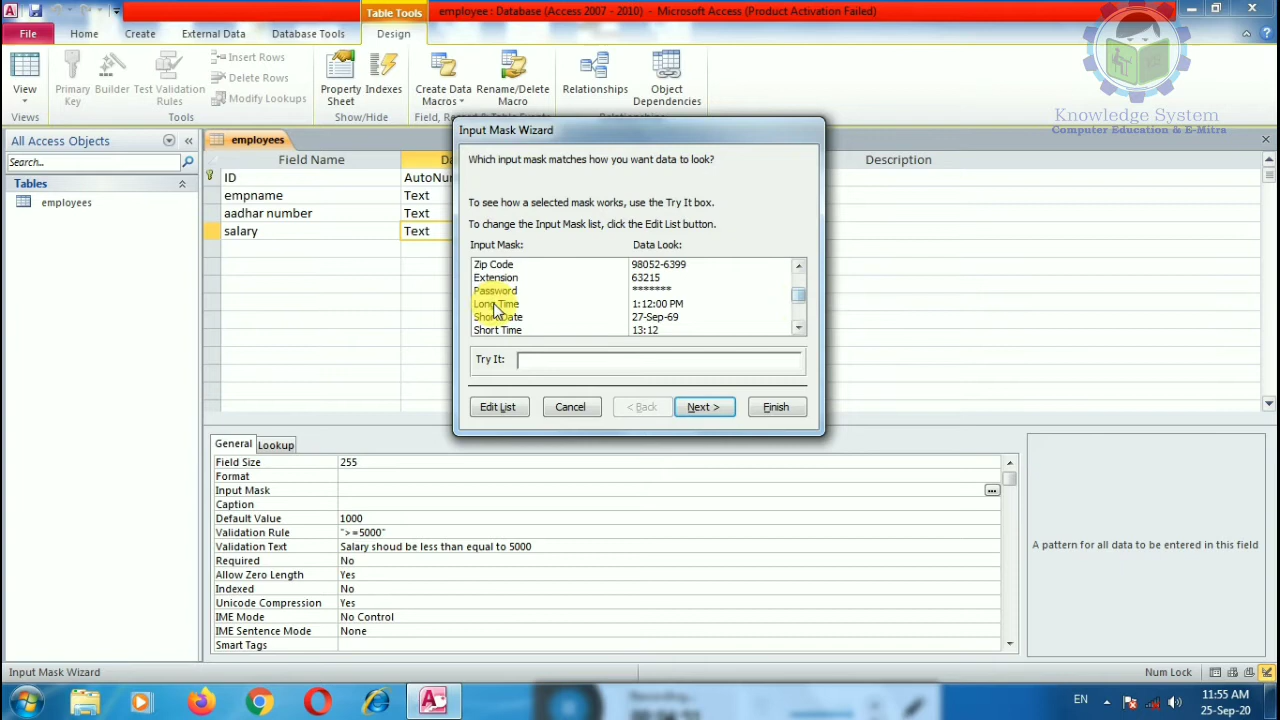 Table Tools
employee : Database (Access 2007 - 2010) - Microsoft Access (Product Activation Failed)
File Home Create External Data Database Tools Design
View
Primary Key
Builder
Test Validation Rules
Insert Rows
Delete Rows
Modify Lookups
Property Sheet
Indexes
Create Data Macros
Rename/Delete Macro
Relationships
Object Dependencies
Views
Tools
Show/Hide
Field, Record & Table Events
Relationships
Knowledge System
Computer Education & E-Mitra
All Access Objects
Search...
Tables
employees
employees
Field Name
Da
Description
ID AutoNum
empname Text
aadhar number Text
salary Text
Input Mask Wizard
Which input mask matches how you want data to look?
To see how a selected mask works, use the Try It box.
To change the Input Mask list, click the Edit List button.
Input Mask: Data Look:
Zip Code 98052-6399
Extension 63215
Password *******
Long Time 1:12:00 PM
Short Date 27-Sep-69
Short Time 13:12
Try It:
Edit List Cancel < Back Next > Finish
General Lookup
Field Size 255
Format
Input Mask ...
Caption
Default Value 1000
Validation Rule ">=5000"
Validation Text Salary shoud be less than equal to 5000
Required No
Allow Zero Length Yes
Indexed No
Unicode Compression Yes
IME Mode No Control
IME Sentence Mode None
Smart Tags
A pattern for all data to be entered in this field
Input Mask Wizard
Num Lock
EN
11:55 AM
25-Sep-20